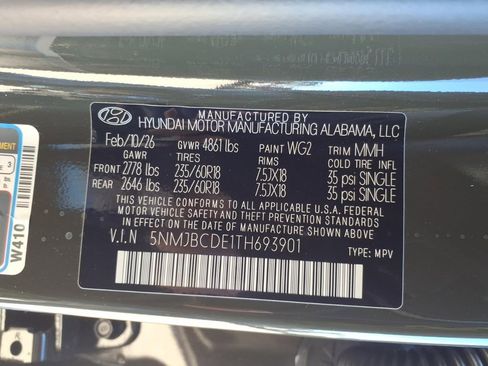 MANUFACTURED BY
HYUNDAI MOTOR MANUFACTURING ALABAMA, LLC
Feb/10/26 GVWR 4861 lbs PAINT WG2 TRIM MMH
GAWR TIRES RIMS COLD TIRE INFL
FRONT 2778 lbs 235/60R18 7.5JX18 35 psi SINGLE
REAR 2646 lbs 235/60R18 7.5JX18 35 psi SINGLE
THIS VEHICLE CONFORMS TO ALL APPLICABLE U.S.A. FEDERAL
MOTOR VEHICLE SAFETY AND THEFT PREVENTION STANDARDS IN
EFFECT ON THE DATE OF MANUFACTURE SHOWN ABOVE.
V.I.N 5NMJBCDE1TH693901
TYPE: MPV
3
W410